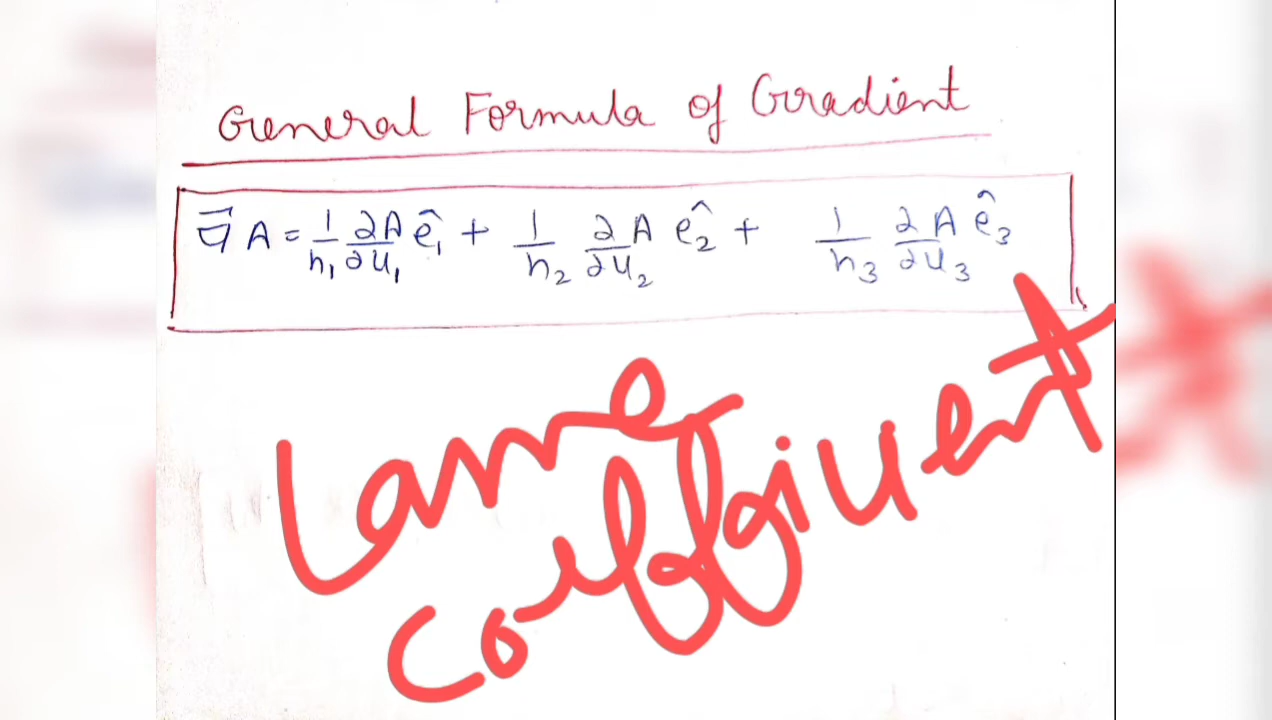 General Formula of Gradient
∇⃗ A = 1/h₁ ∂A/∂u₁ ê₁ + 1/h₂ ∂A/∂u₂ ê₂ + 1/h₃ ∂A/∂u₃ ê₃
Lame
coefficient